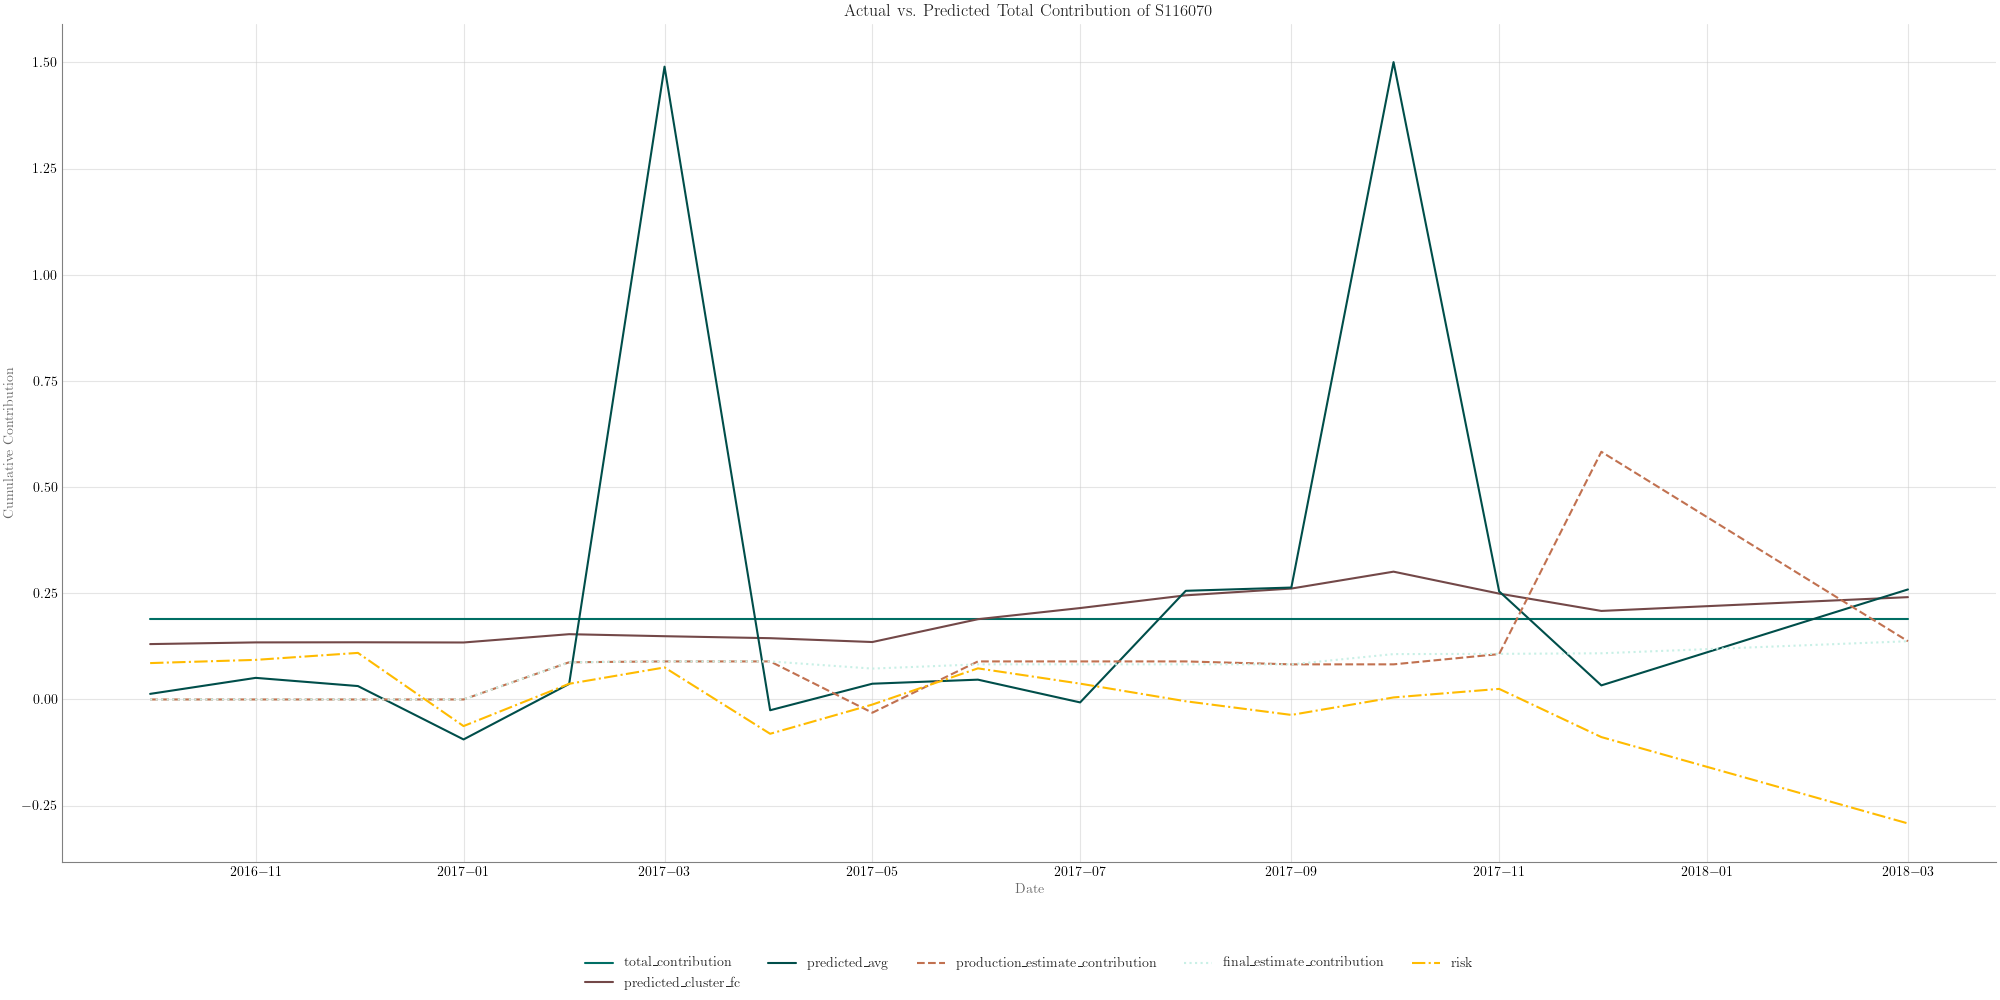 Actual vs. Predicted Total Contribution of S116070
1.50
1.25
1.00
0.75
0.50
0.25
0.00
−0.25
Cumulative Contribution
2016−11 2017−01 2017−03 2017−05 2017−07 2017−09 2017−11 2018−01 2018−03
Date
total_contribution predicted_avg production_estimate_contribution final_estimate_contribution risk
predicted_cluster_fc